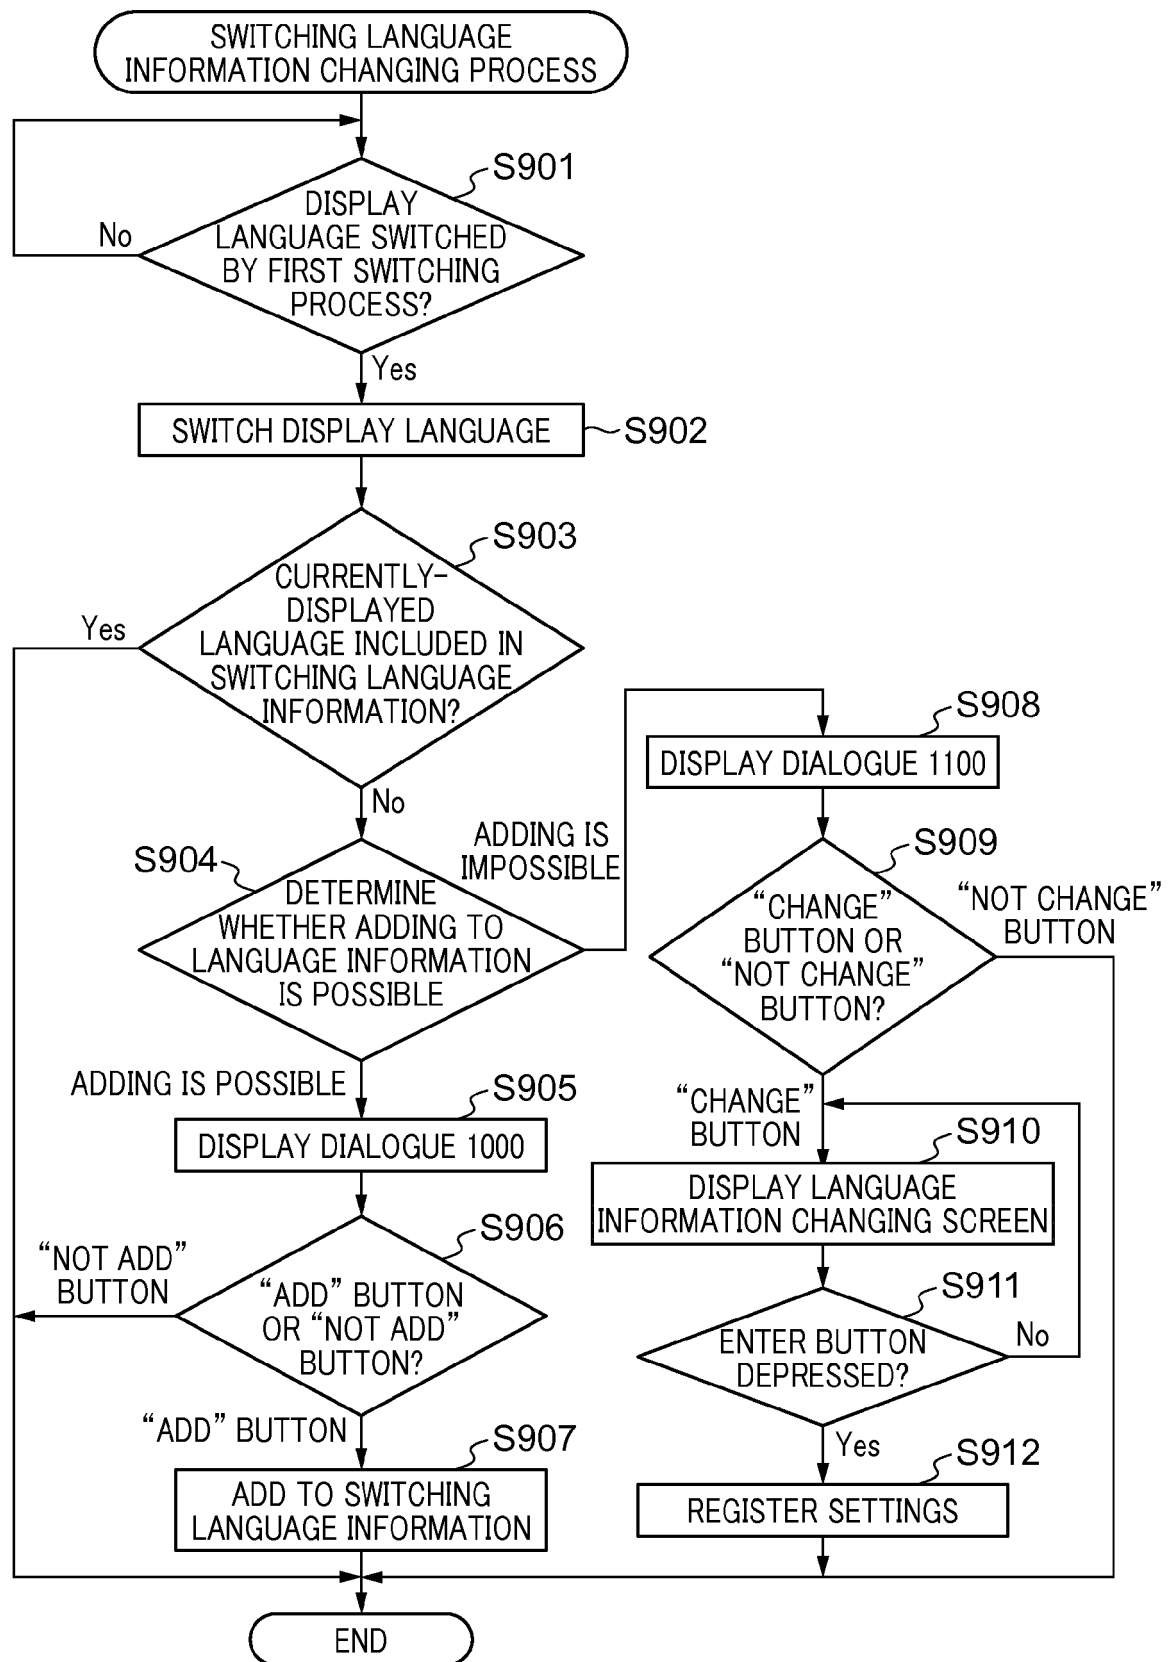 SWITCHING LANGUAGE
INFORMATION CHANGING PROCESS
S901
DISPLAY
LANGUAGE SWITCHED
BY FIRST SWITCHING
PROCESS?
No
Yes
SWITCH DISPLAY LANGUAGE
S902
S903
CURRENTLY-
DISPLAYED
LANGUAGE INCLUDED IN
SWITCHING LANGUAGE
INFORMATION?
Yes
No
S904
DETERMINE
WHETHER ADDING TO
LANGUAGE INFORMATION
IS POSSIBLE
ADDING IS
IMPOSSIBLE
ADDING IS POSSIBLE
S905
DISPLAY DIALOGUE 1000
S906
“ADD” BUTTON
OR “NOT ADD”
BUTTON?
“NOT ADD”
BUTTON
“ADD” BUTTON
S907
ADD TO SWITCHING
LANGUAGE INFORMATION
S908
DISPLAY DIALOGUE 1100
S909
“CHANGE”
BUTTON OR
“NOT CHANGE”
BUTTON?
“NOT CHANGE”
BUTTON
“CHANGE”
BUTTON
S910
DISPLAY LANGUAGE
INFORMATION CHANGING SCREEN
S911
ENTER BUTTON
DEPRESSED?
No
Yes
S912
REGISTER SETTINGS
END